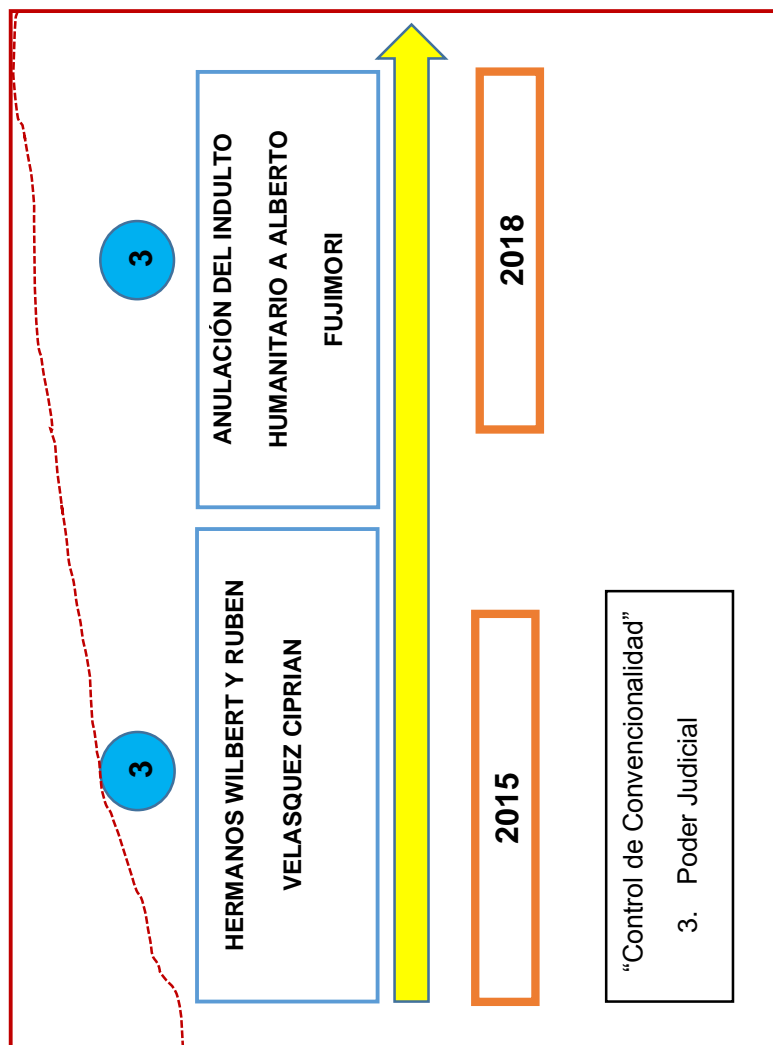 3
3
HERMANOS WILBERT Y RUBEN
VELASQUEZ CIPRIAN
ANULACIÓN DEL INDULTO
HUMANITARIO A ALBERTO
FUJIMORI
2015
2018
“Control de Convencionalidad”
3. Poder Judicial